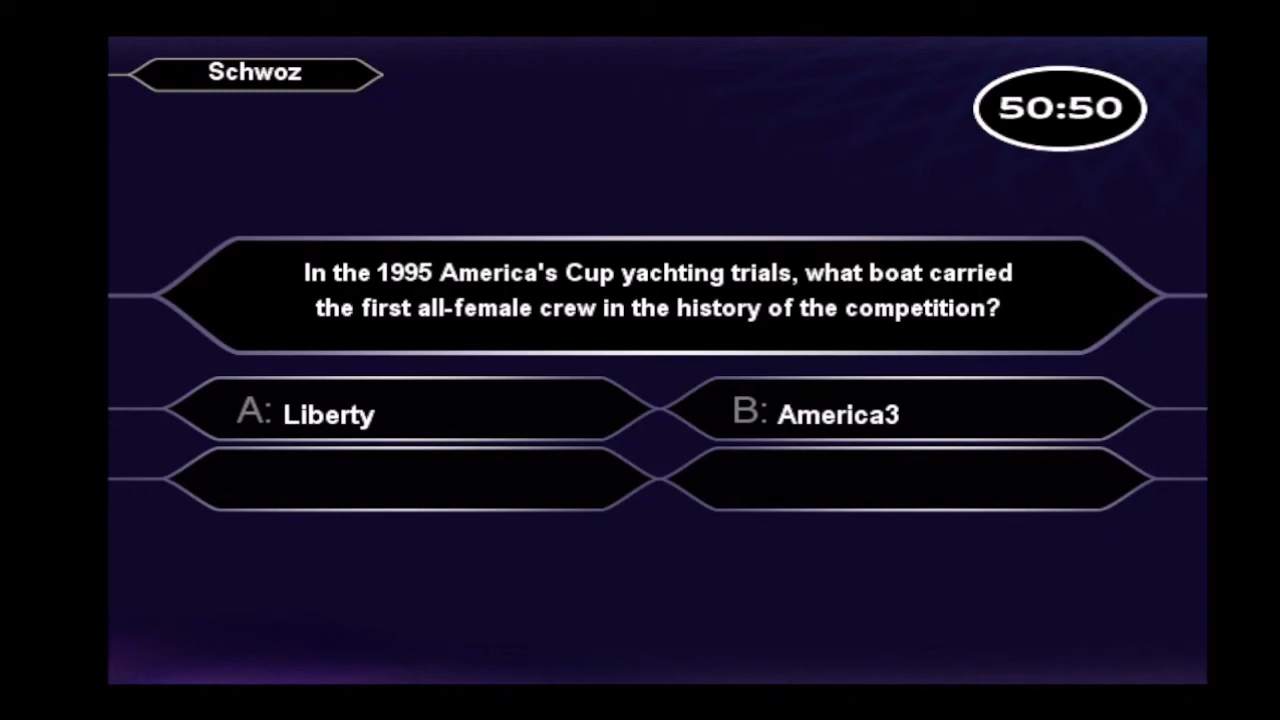 Schwoz
50:50
In the 1995 America's Cup yachting trials, what boat carried
the first all-female crew in the history of the competition?
A: Liberty
B: America3